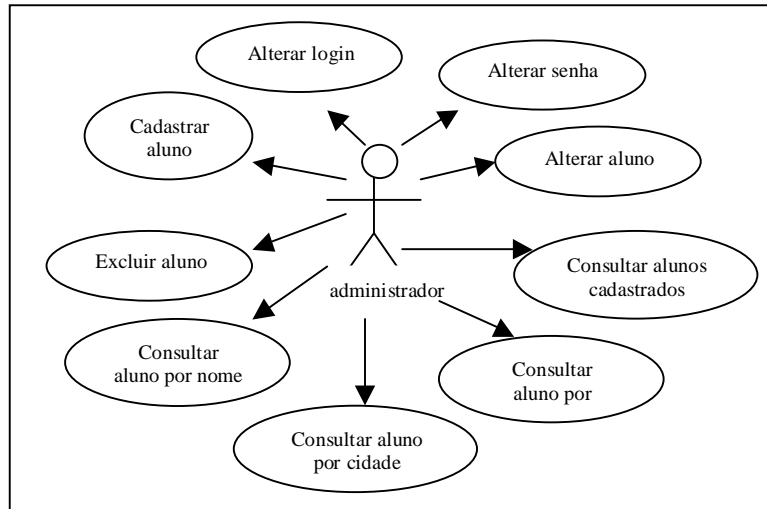 Alterar login
Alterar senha
Cadastrar
aluno
Alterar aluno
Excluir aluno
Consultar alunos
cadastrados
administrador
Consultar
aluno por nome
Consultar
aluno por
Consultar aluno
por cidade